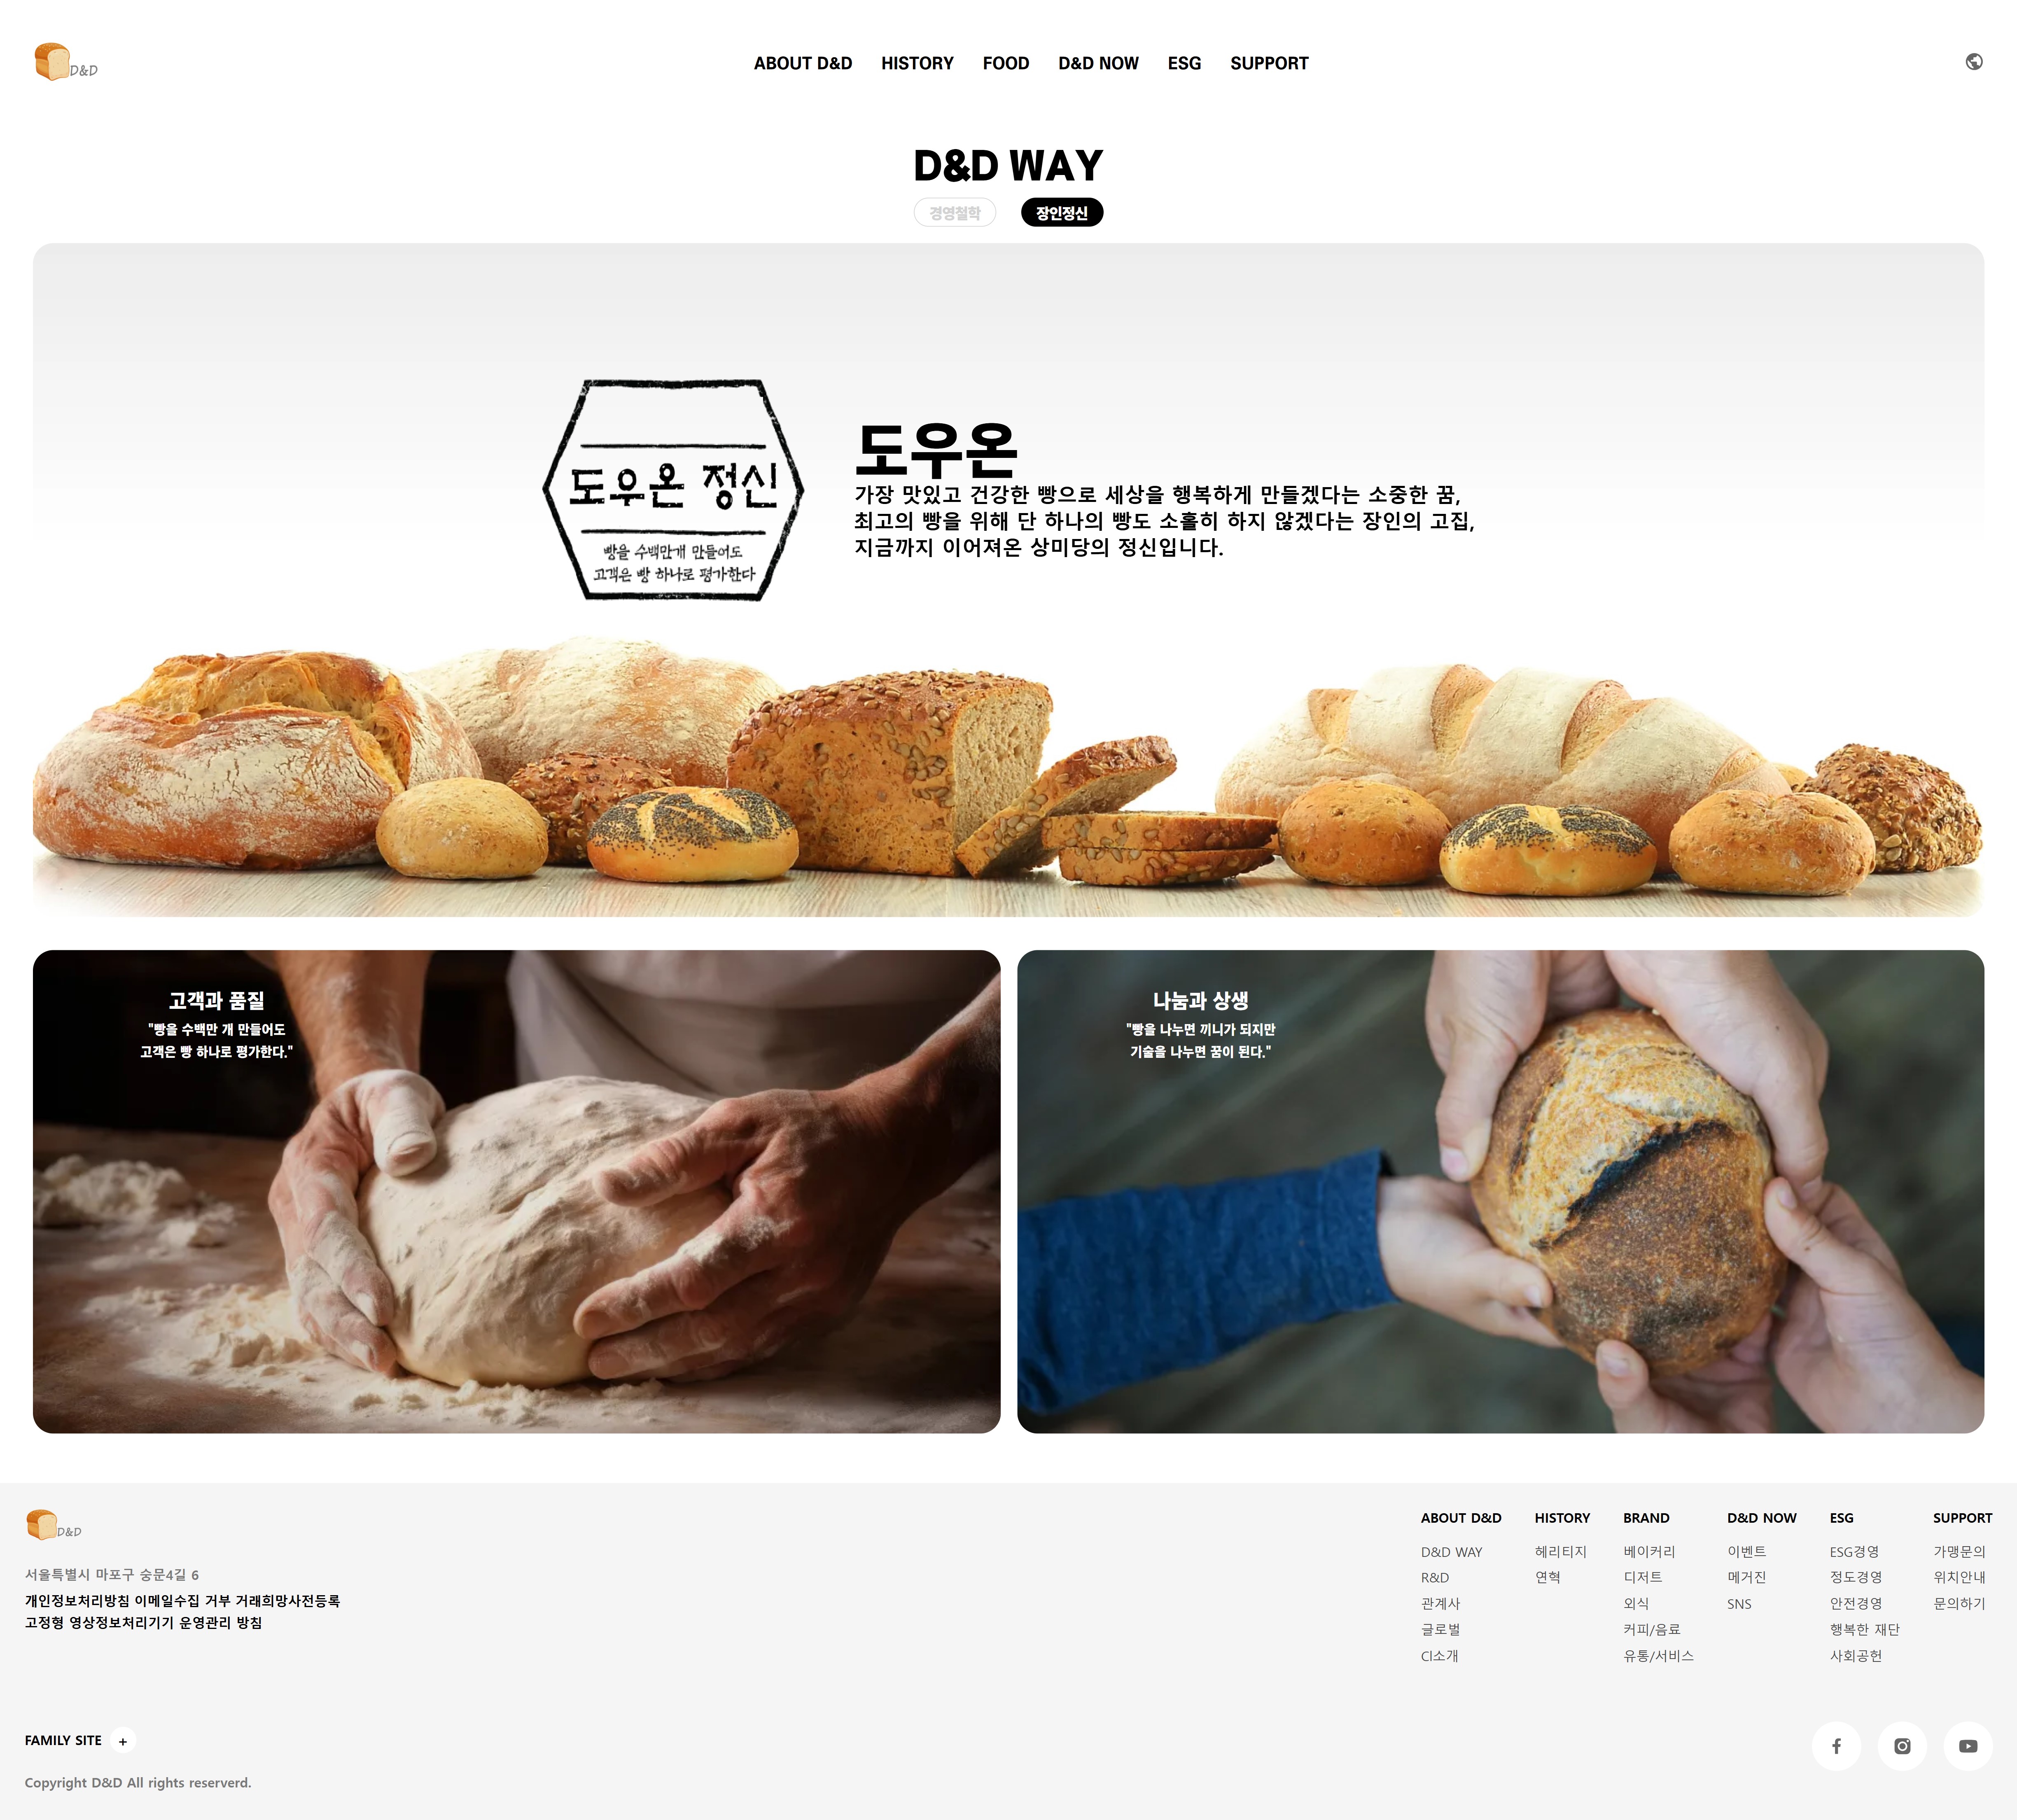 D&D
ABOUT D&D HISTORY FOOD D&D NOW ESG SUPPORT
D&D WAY
경영철학 장인정신
도우온 정신
빵을 수백만개 만들어도
고객은 빵 하나로 평가한다
도우온
가장 맛있고 건강한 빵으로 세상을 행복하게 만들겠다는 소중한 꿈,
최고의 빵을 위해 단 하나의 빵도 소홀히 하지 않겠다는 장인의 고집,
지금까지 이어져온 상미당의 정신입니다.
고객과 품질
"빵을 수백만 개 만들어도
고객은 빵 하나로 평가한다."
나눔과 상생
"빵을 나누면 끼니가 되지만
기술을 나누면 꿈이 된다."
D&D
서울특별시 마포구 숭문4길 6
개인정보처리방침 이메일수집 거부 거래희망사전등록
고정형 영상정보처리기기 운영관리 방침
ABOUT D&D
D&D WAY
R&D
관계사
글로벌
CI소개
HISTORY
헤리티지
연혁
BRAND
베이커리
디저트
외식
커피/음료
유통/서비스
D&D NOW
이벤트
메거진
SNS
ESG
ESG경영
정도경영
안전경영
행복한 재단
사회공헌
SUPPORT
가맹문의
위치안내
문의하기
FAMILY SITE +
Copyright D&D All rights reserverd.